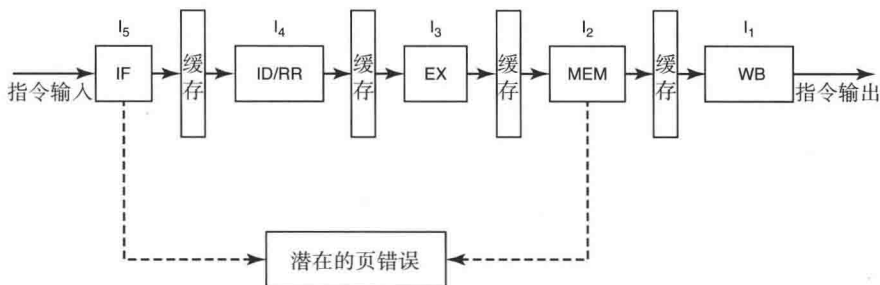 I₅ I₄ I₃ I₂ I₁
IF 缓存 ID/RR 缓存 EX 缓存 MEM 缓存 WB
指令输入 指令输出
潜在的页错误